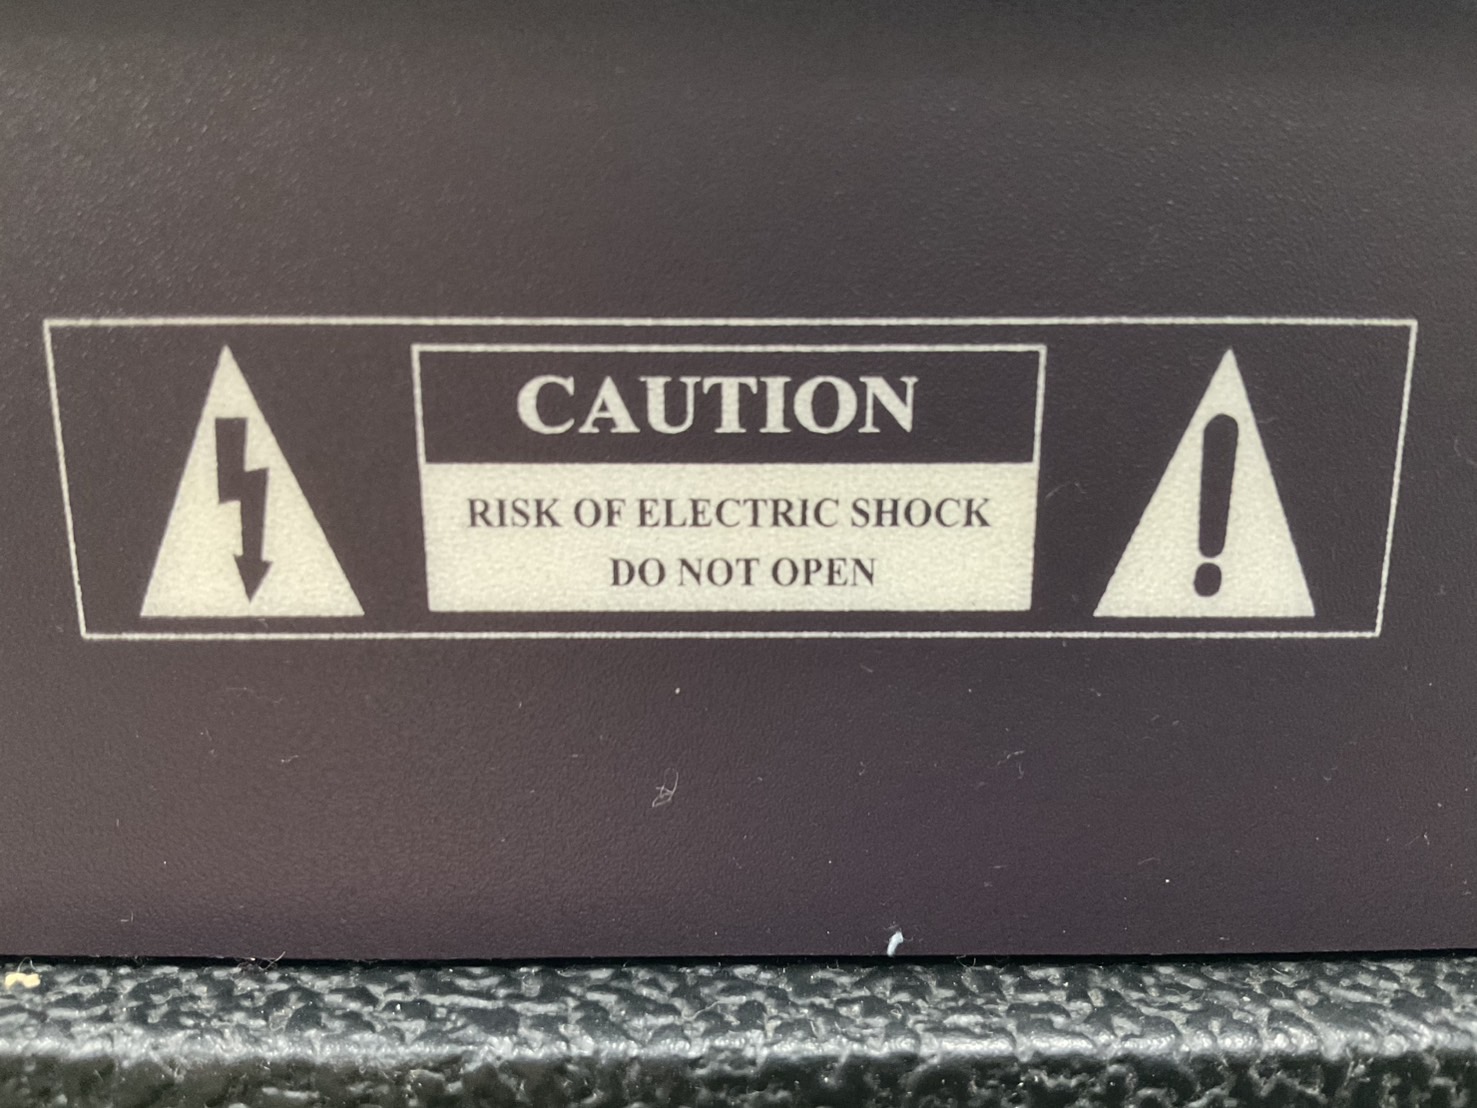 CAUTION
RISK OF ELECTRIC SHOCK
DO NOT OPEN